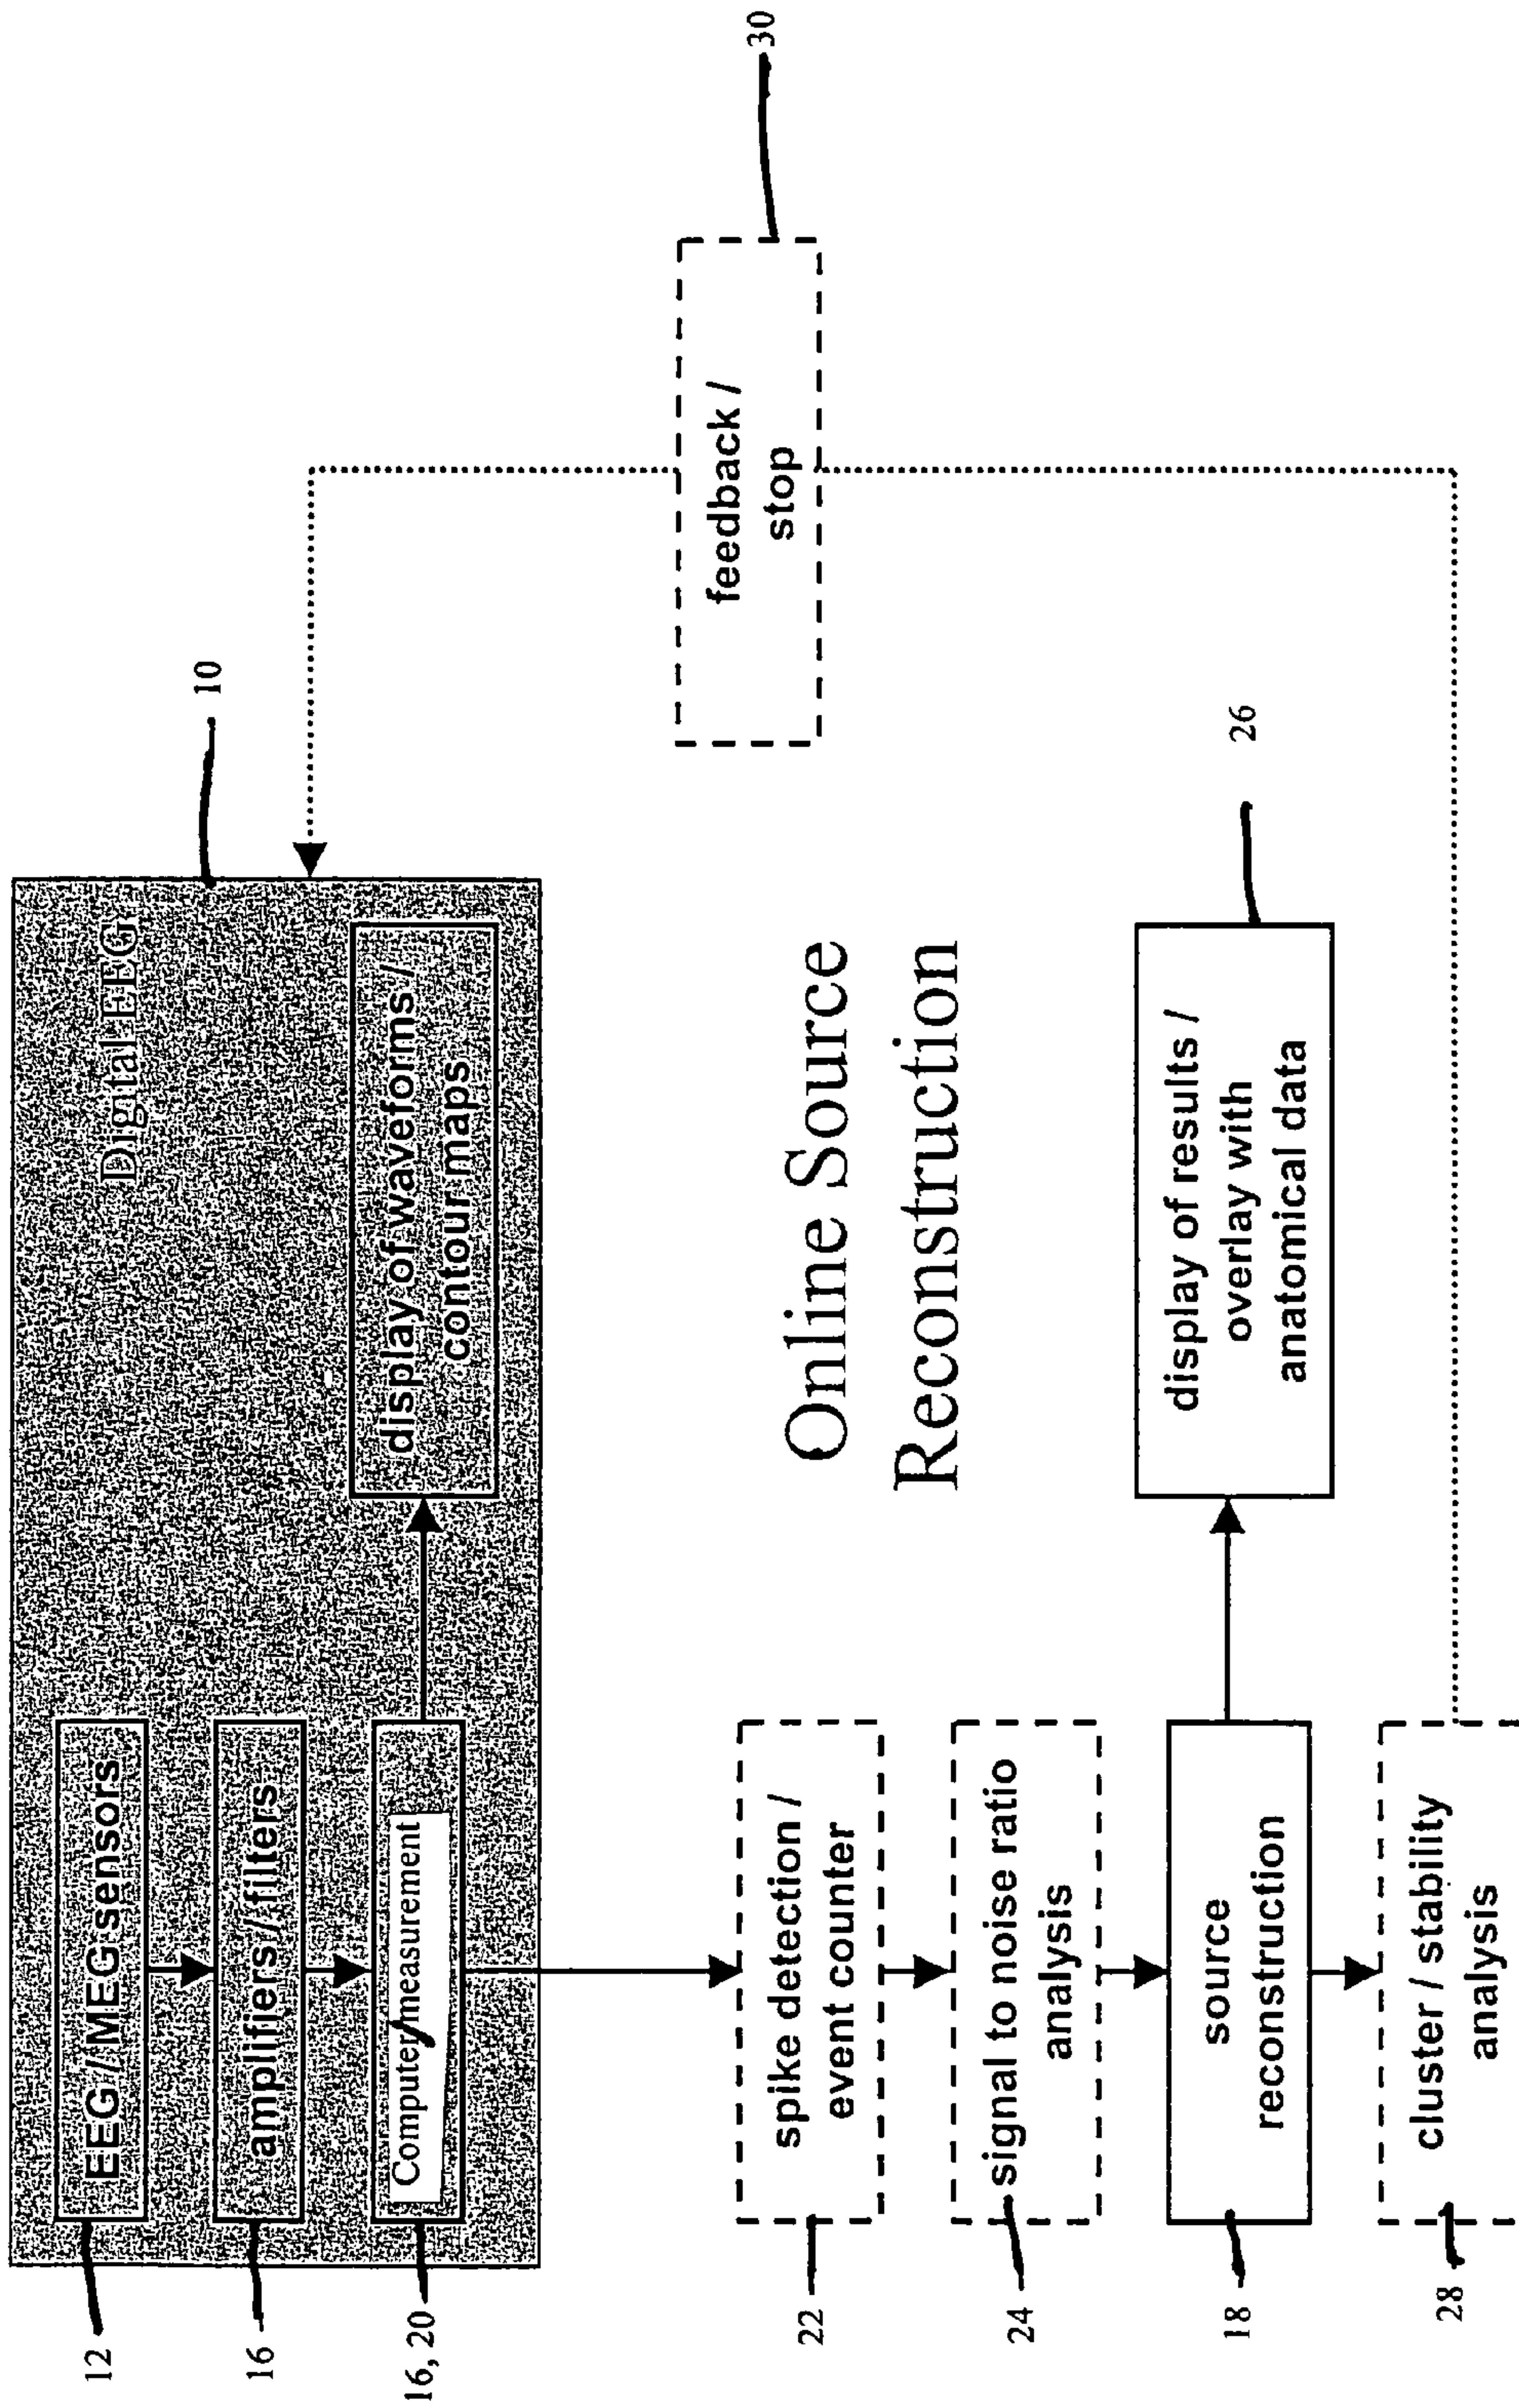 Digital EEG
10
12
EEG / MEG sensors
16
amplifiers / filters
16, 20
Computer/measurement
display of waveforms /
contour maps
30
feedback /
stop
Online Source
Reconstruction
22
spike detection /
event counter
24
signal to noise ratio
analysis
18
source
reconstruction
26
display of results /
overlay with
anatomical data
28
cluster / stability
analysis